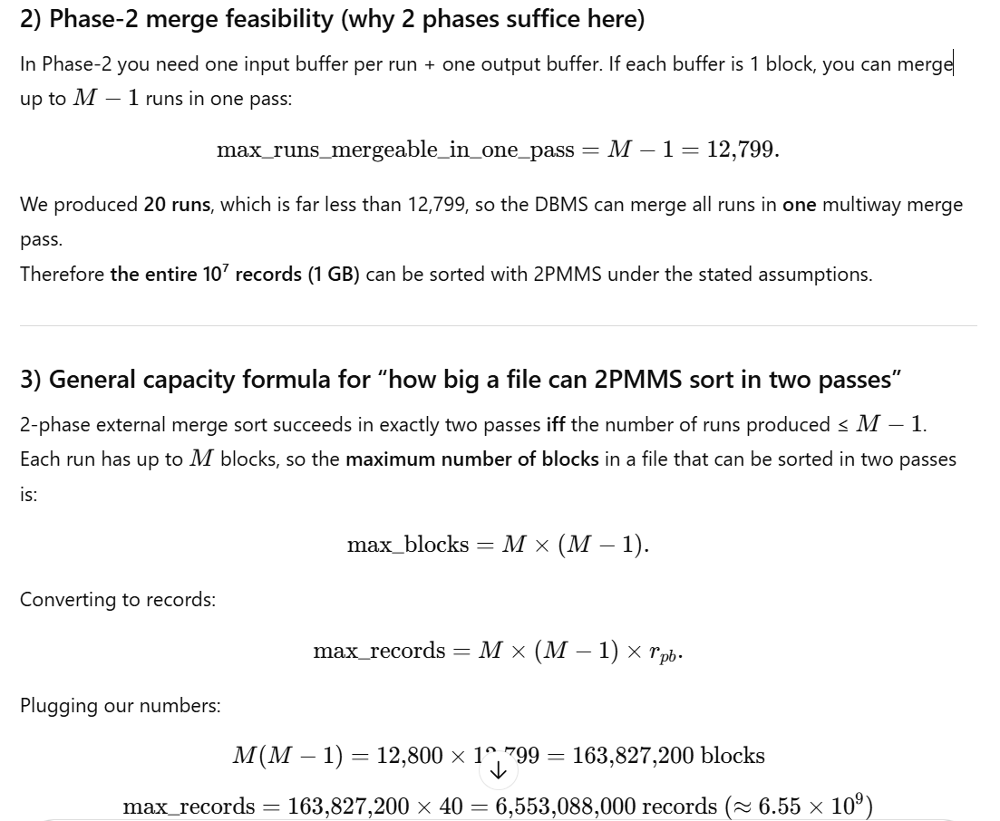 2) Phase-2 merge feasibility (why 2 phases suffice here)
In Phase-2 you need one input buffer per run + one output buffer. If each buffer is 1 block, you can merge
up to M − 1 runs in one pass:
max_runs_mergeable_in_one_pass = M − 1 = 12,799.
We produced 20 runs, which is far less than 12,799, so the DBMS can merge all runs in one multiway merge
pass.
Therefore the entire 10⁷ records (1 GB) can be sorted with 2PMMS under the stated assumptions.
3) General capacity formula for “how big a file can 2PMMS sort in two passes”
2-phase external merge sort succeeds in exactly two passes iff the number of runs produced ≤ M − 1.
Each run has up to M blocks, so the maximum number of blocks in a file that can be sorted in two passes
is:
max_blocks = M × (M − 1).
Converting to records:
max_records = M × (M − 1) × r_pb.
Plugging our numbers:
M(M − 1) = 12,800 × 12,799 = 163,827,200 blocks
max_records = 163,827,200 × 40 = 6,553,088,000 records (≈ 6.55 × 10⁹)